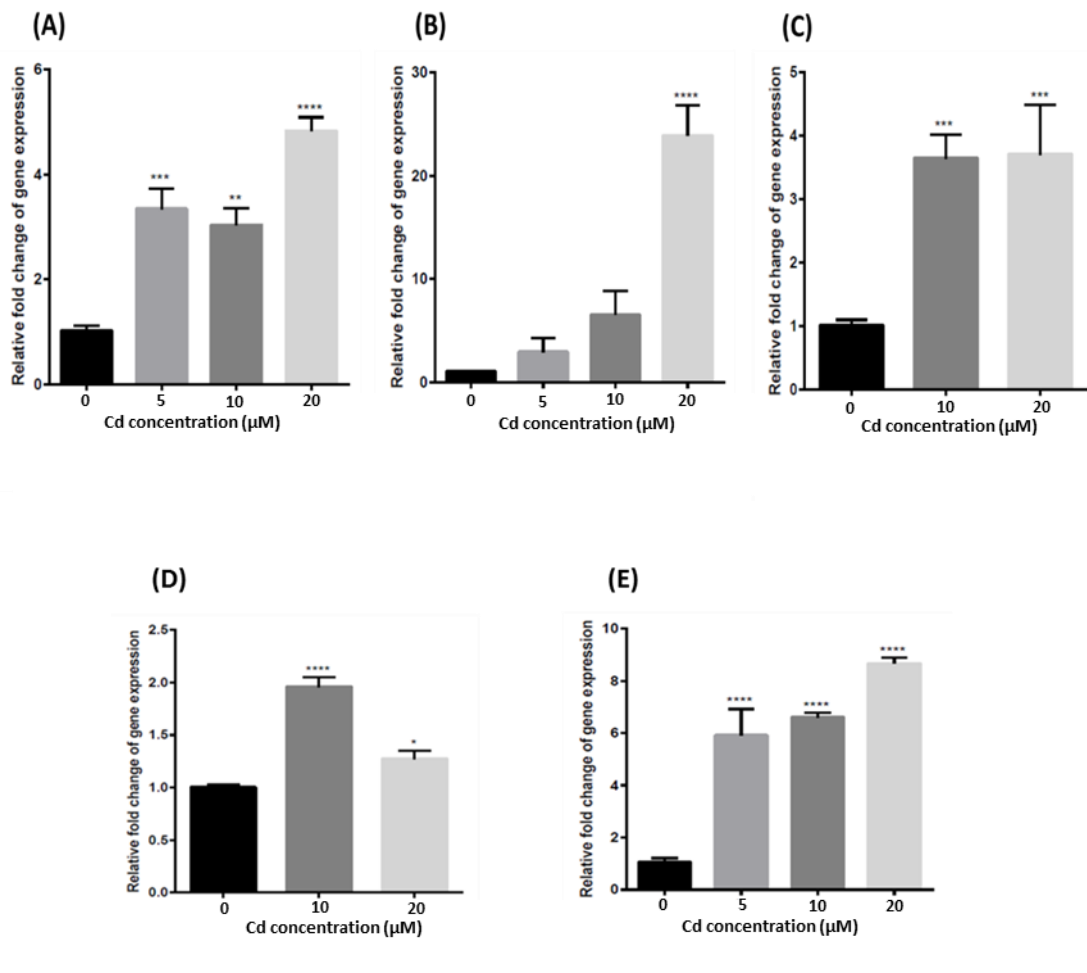 (A)
Relative fold change of gene expression
6
4
2
0
***
**
****
0 5 10 20
Cd concentration (µM)
(B)
Relative fold change of gene expression
30
20
10
0
****
0 5 10 20
Cd concentration (µM)
(C)
Relative fold change of gene expression
5
4
3
2
1
0
***
***
0 10 20
Cd concentration (µM)
(D)
Relative fold change of gene expression
2.5
2.0
1.5
1.0
0.5
0.0
****
*
0 10 20
Cd concentration (µM)
(E)
Relative fold change of gene expression
10
8
6
4
2
0
****
****
****
0 5 10 20
Cd concentration (µM)